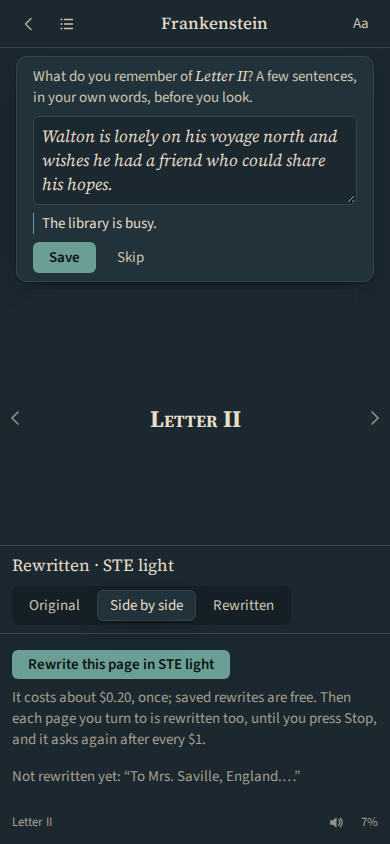 Frankenstein
Aa
What do you remember of Letter II? A few sentences,
in your own words, before you look.
Walton is lonely on his voyage north and
wishes he had a friend who could share
his hopes.
The library is busy.
Save
Skip
Letter II
Rewritten · STE light
Original
Side by side
Rewritten
Rewrite this page in STE light
It costs about $0.20, once; saved rewrites are free. Then
each page you turn to is rewritten too, until you press Stop,
and it asks again after every $1.
Not rewritten yet: “To Mrs. Saville, England.…”
Letter II
7%